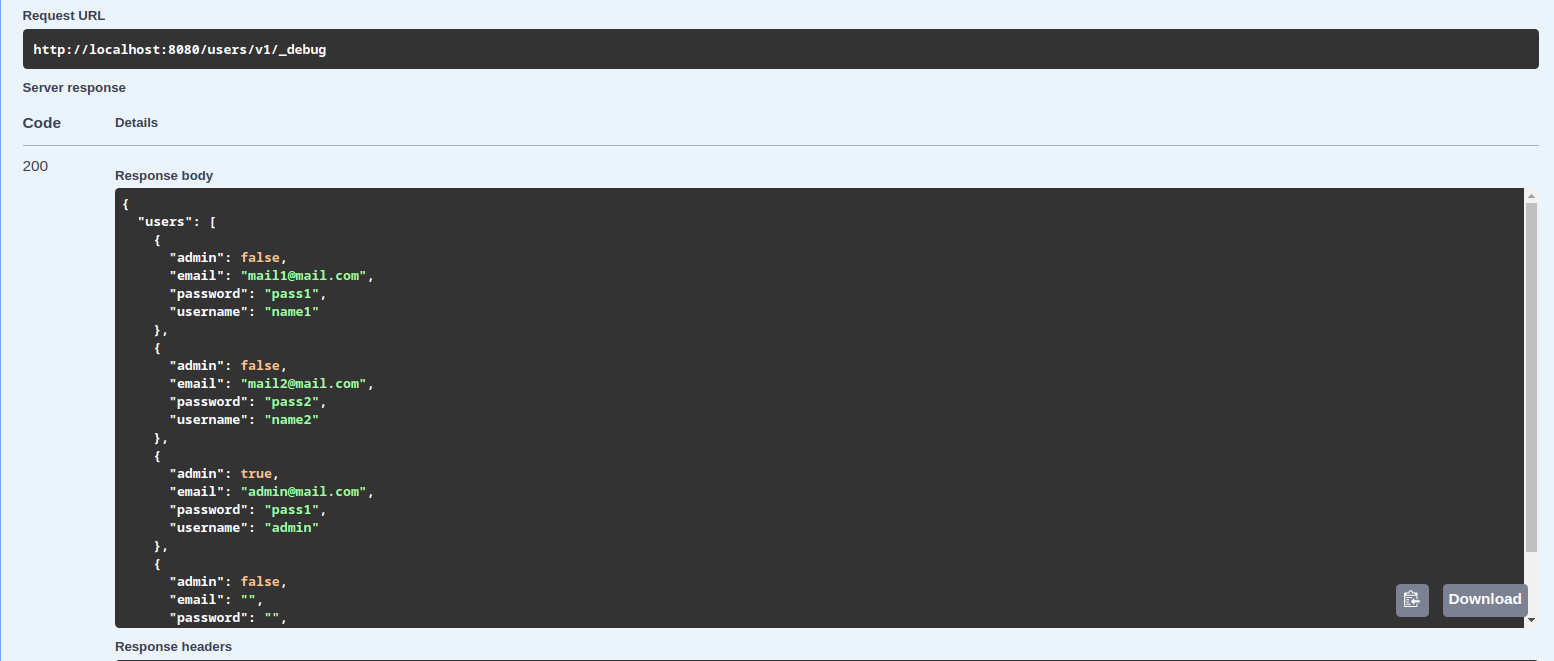 Request URL
http://localhost:8080/users/v1/_debug
Server response
Code Details
200
Response body
{
"users": [
{
"admin": false,
"email": "mail1@mail.com",
"password": "pass1",
"username": "name1"
},
{
"admin": false,
"email": "mail2@mail.com",
"password": "pass2",
"username": "name2"
},
{
"admin": true,
"email": "admin@mail.com",
"password": "pass1",
"username": "admin"
},
{
"admin": false,
"email": "",
"password": "",
Download
Response headers